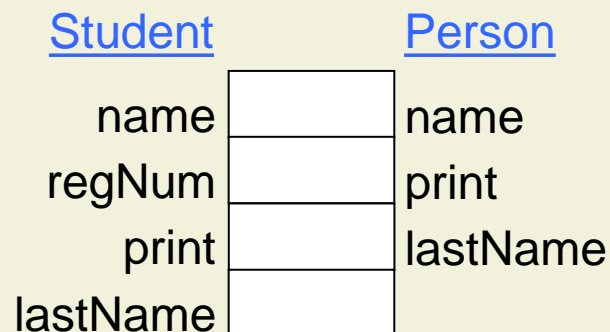 Student Person
name name
regNum print
print lastName
lastName